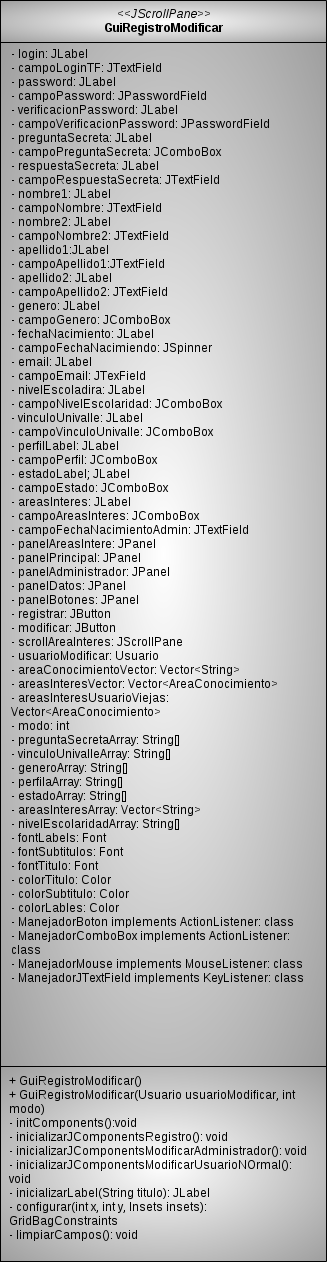 <<JScrollPane>>
GuiRegistroModificar
- login: JLabel
- campoLoginTF: JTextField
- password: JLabel
- campoPassword: JPasswordField
- verificacionPassword: JLabel
- campoVerificacionPassword: JPasswordField
- preguntaSecreta: JLabel
- campoPreguntaSecreta: JComboBox
- respuestaSecreta: JLabel
- campoRespuestaSecreta: JTextField
- nombre1: JLabel
- campoNombre: JTextField
- nombre2: JLabel
- campoNombre2: JTextField
- apellido1:JLabel
- campoApellido1:JTextField
- apellido2: JLabel
- campoApellido2: JTextField
- genero: JLabel
- campoGenero: JComboBox
- fechaNacimiento: JLabel
- campoFechaNacimiendo: JSpinner
- email: JLabel
- campoEmail: JTexField
- nivelEscoladira: JLabel
- campoNivelEscolaridad: JComboBox
- vinculoUnivalle: JLabel
- campoVinculoUnivalle: JComboBox
- perfilLabel: JLabel
- campoPerfil: JComboBox
- estadoLabel; JLabel
- campoEstado: JComboBox
- areasInteres: JLabel
- campoAreasInteres: JComboBox
- campoFechaNacimientoAdmin: JTextField
- panelAreasIntere: JPanel
- panelPrincipal: JPanel
- panelAdministrador: JPanel
- panelDatos: JPanel
- panelBotones: JPanel
- registrar: JButton
- modificar: JButton
- scrollAreaInteres: JScrollPane
- usuarioModificar: Usuario
- areaConocimientoVector: Vector<String>
- areasInteresVector: Vector<AreaConocimiento>
- areasInteresUsuarioViejas:
Vector<AreaConocimiento>
- modo: int
- preguntaSecretaArray: String[]
- vinculoUnivalleArray: String[]
- generoArray: String[]
- perfilaArray: String[]
- estadoArray: String[]
- areasInteresArray: Vector<String>
- nivelEscolaridadArray: String[]
- fontLabels: Font
- fontSubtitulos: Font
- fontTitulo: Font
- colorTitulo: Color
- colorSubtitulo: Color
- colorLables: Color
- ManejadorBoton implements ActionListener: class
- ManejadorComboBox implements ActionListener:
class
- ManejadorMouse implements MouseListener: class
- ManejadorJTextField implements KeyListener: class
+ GuiRegistroModificar()
+ GuiRegistroModificar(Usuario usuarioModificar, int
modo)
- initComponents():void
- inicializarJComponentsRegistro(): void
- inicializarJComponentsModificarAdministrador(): void
- inicializarJComponentsModificarUsuarioNOrmal():
void
- inicializarLabel(String titulo): JLabel
- configurar(int x, int y, Insets insets):
GridBagConstraints
- limpiarCampos(): void